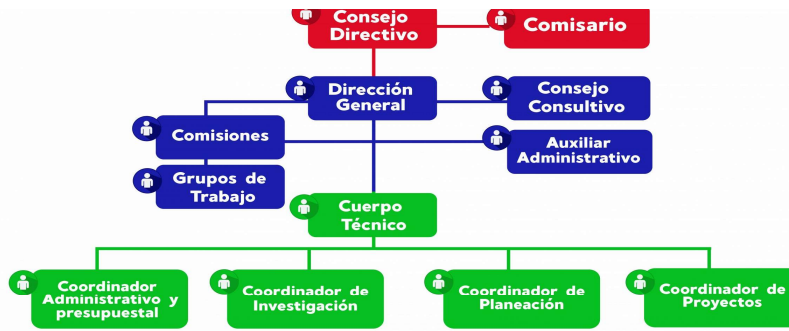 Consejo
Directivo
Comisario
Dirección
General
Consejo
Consultivo
Comisiones
Auxiliar
Administrativo
Grupos de
Trabajo
Cuerpo
Técnico
Coordinador
Administrativo y
presupuestal
Coordinador de
Investigación
Coordinador de
Planeación
Coordinador de
Proyectos